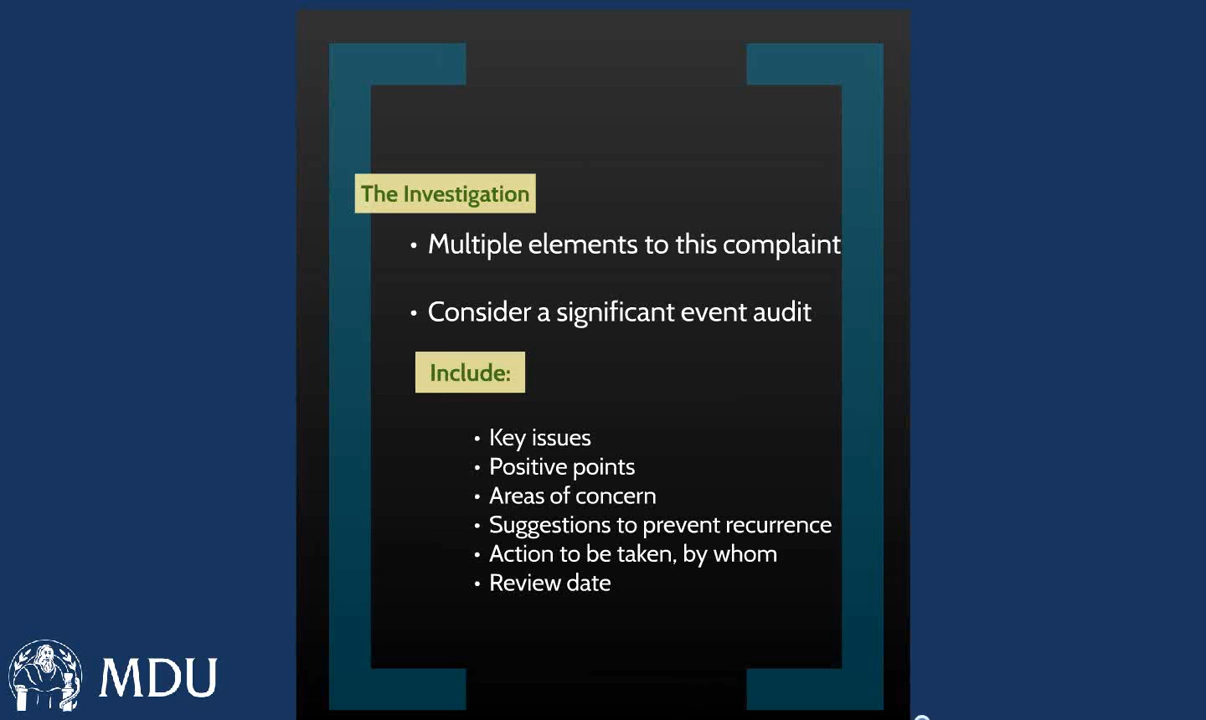 The Investigation
• Multiple elements to this complaint
• Consider a significant event audit
Include:
• Key issues
• Positive points
• Areas of concern
• Suggestions to prevent recurrence
• Action to be taken, by whom
• Review date
MDU